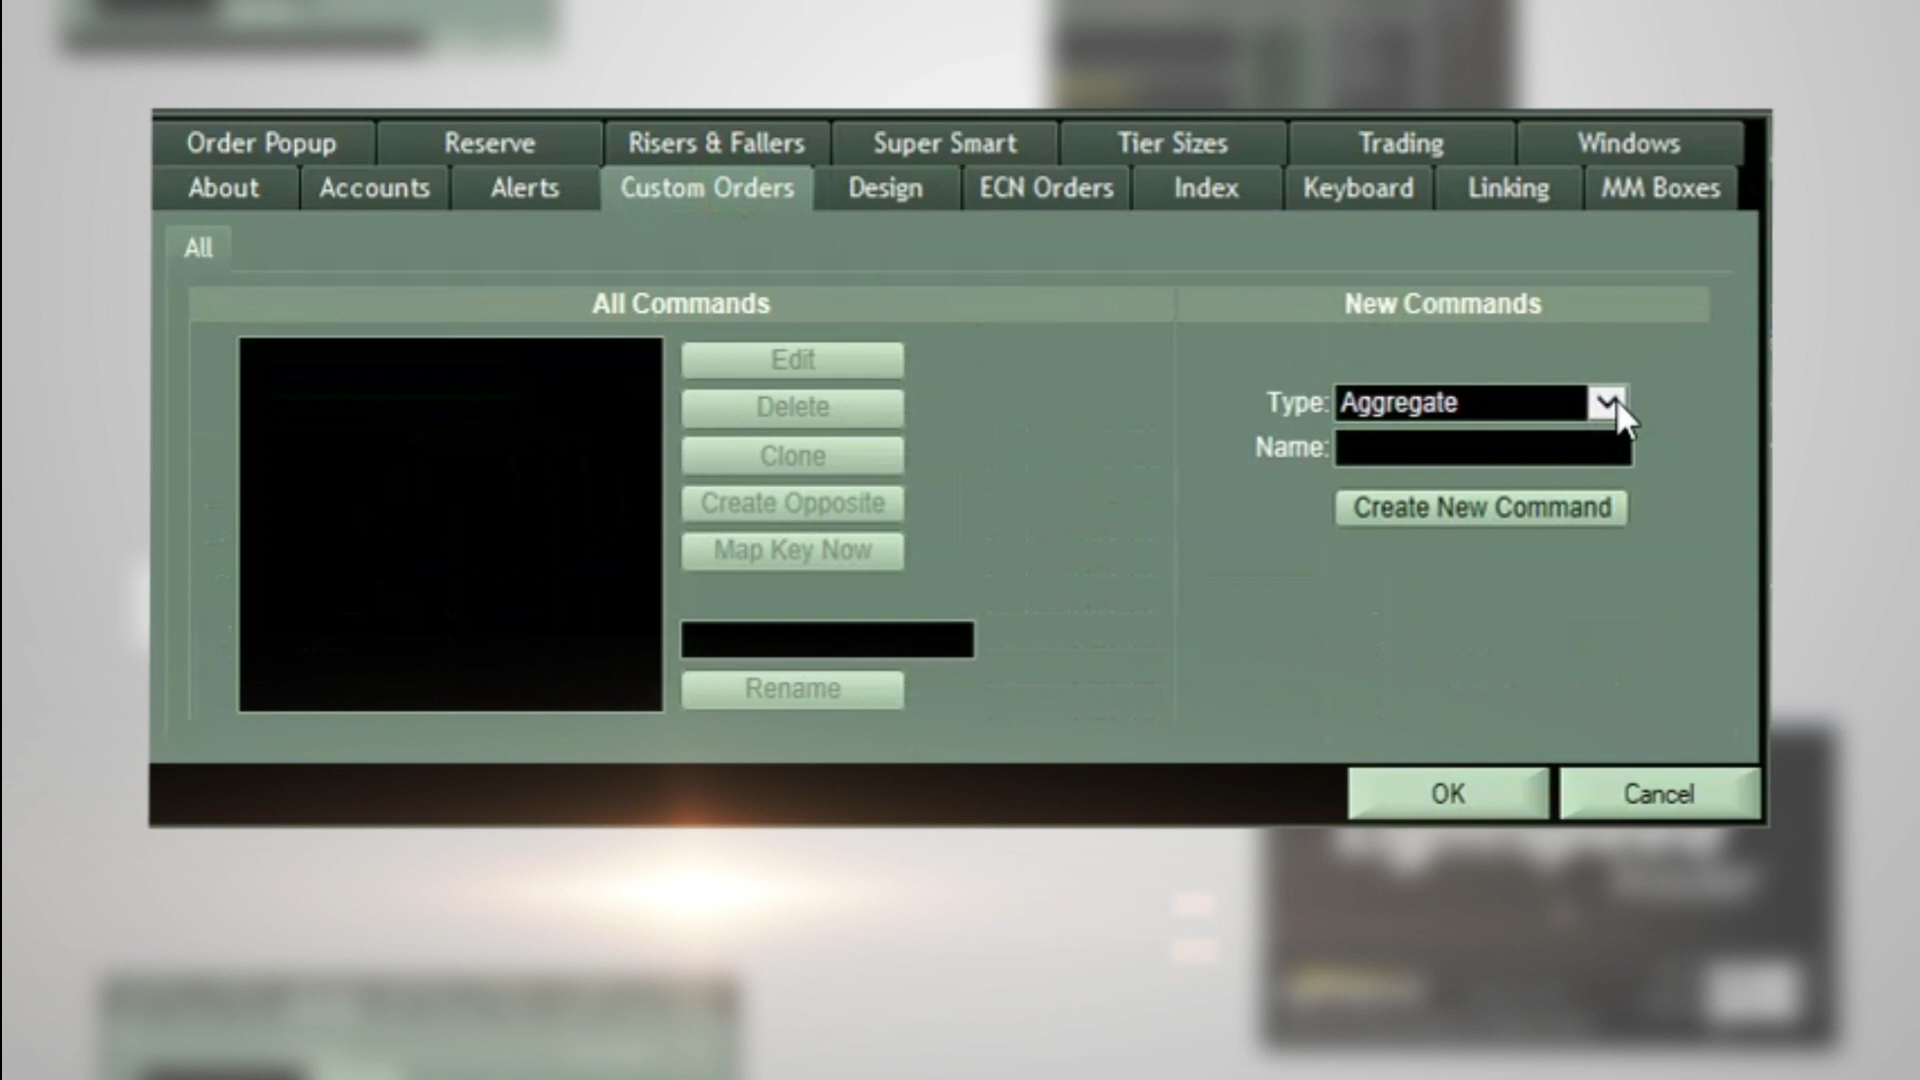 Order Popup Reserve Risers & Fallers Super Smart Tier Sizes Trading Windows
About Accounts Alerts Custom Orders Design ECN Orders Index Keyboard Linking MM Boxes
All
All Commands
New Commands
Edit
Delete
Clone
Create Opposite
Map Key Now
Rename
Type: Aggregate
Name:
Create New Command
OK Cancel